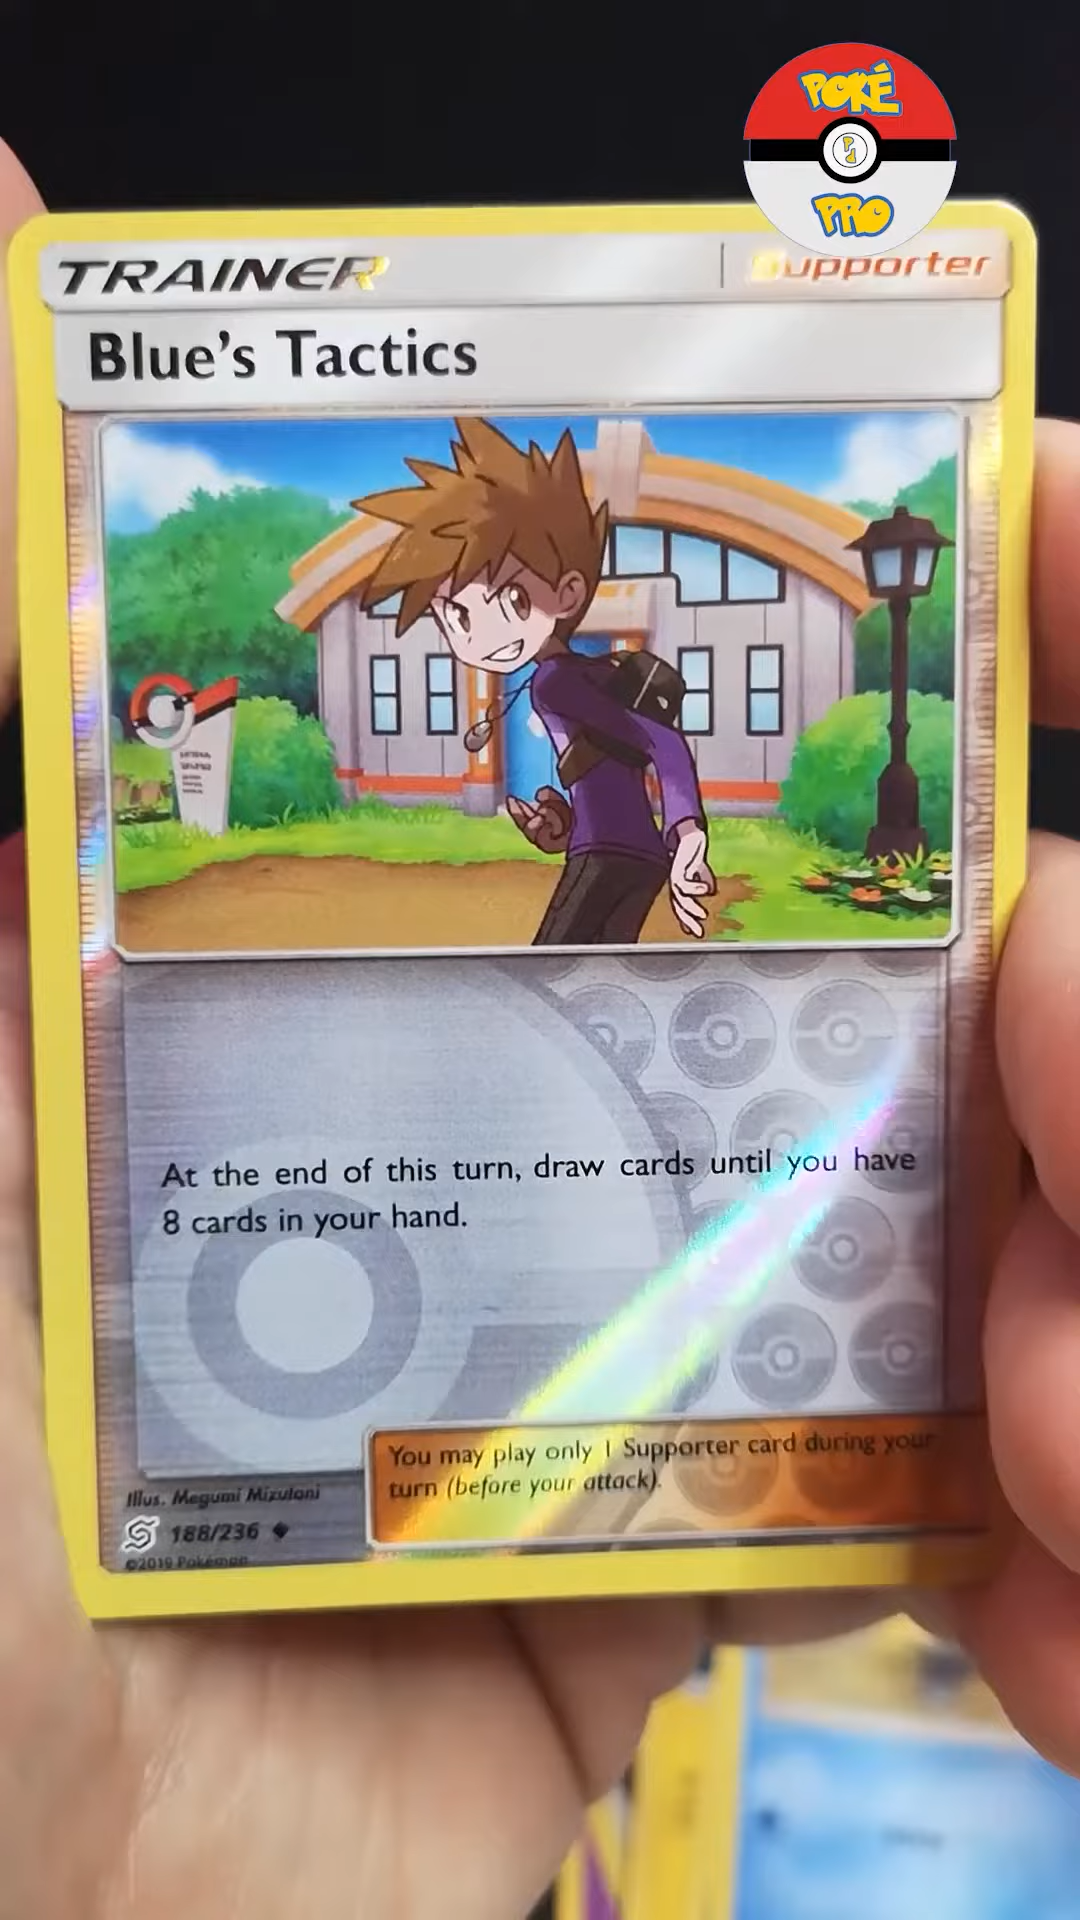 POKÉ
PRO
TRAINER
Supporter
Blue's Tactics
At the end of this turn, draw cards until you have
8 cards in your hand.
You may play only 1 Supporter card during your
turn (before your attack).
Illus. Megumi Mizutani
188/236
©2019 Pokémon